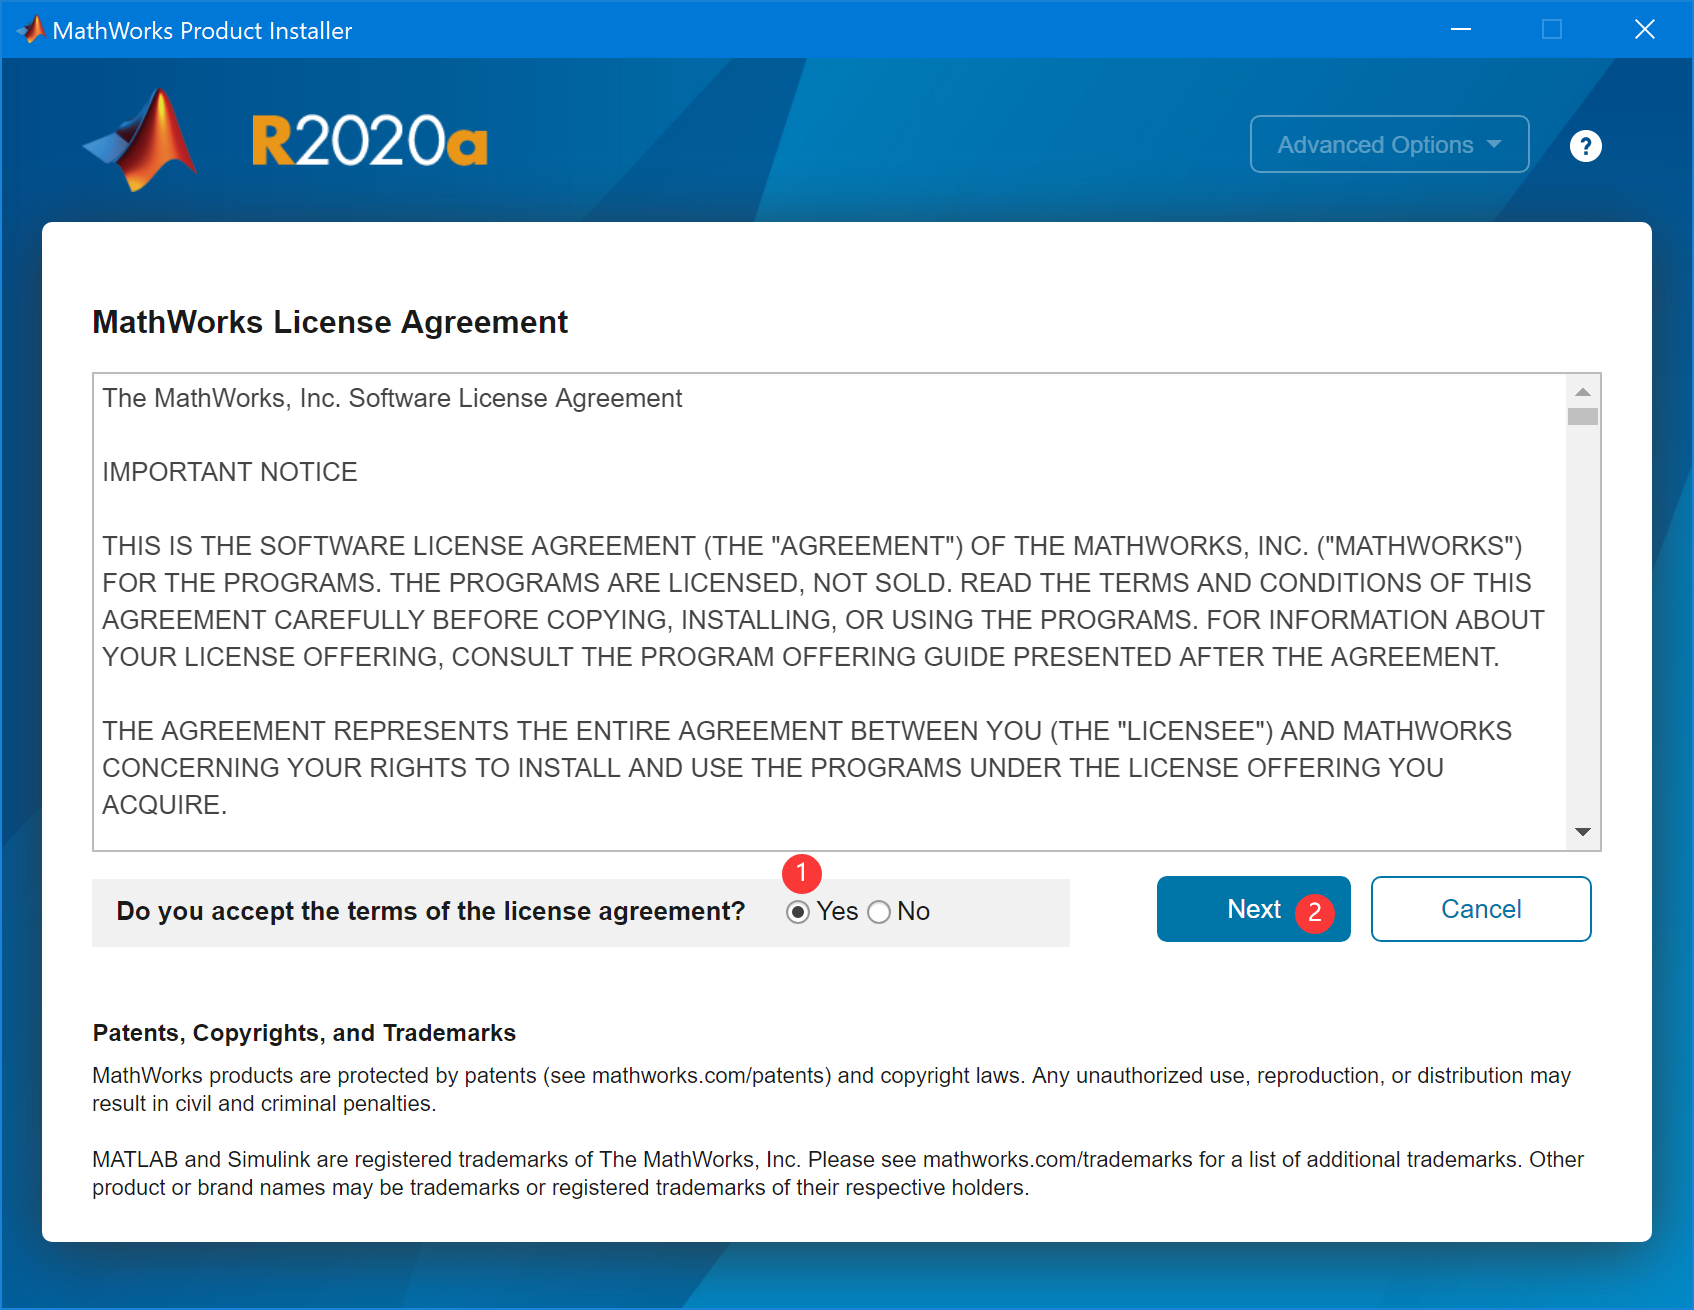 MathWorks Product Installer
R2020a
Advanced Options
?
MathWorks License Agreement
The MathWorks, Inc. Software License Agreement
IMPORTANT NOTICE
THIS IS THE SOFTWARE LICENSE AGREEMENT (THE "AGREEMENT") OF THE MATHWORKS, INC. ("MATHWORKS")
FOR THE PROGRAMS. THE PROGRAMS ARE LICENSED, NOT SOLD. READ THE TERMS AND CONDITIONS OF THIS
AGREEMENT CAREFULLY BEFORE COPYING, INSTALLING, OR USING THE PROGRAMS. FOR INFORMATION ABOUT
YOUR LICENSE OFFERING, CONSULT THE PROGRAM OFFERING GUIDE PRESENTED AFTER THE AGREEMENT.
THE AGREEMENT REPRESENTS THE ENTIRE AGREEMENT BETWEEN YOU (THE "LICENSEE") AND MATHWORKS
CONCERNING YOUR RIGHTS TO INSTALL AND USE THE PROGRAMS UNDER THE LICENSE OFFERING YOU
ACQUIRE.
1
Do you accept the terms of the license agreement? Yes No
Next 2
Cancel
Patents, Copyrights, and Trademarks
MathWorks products are protected by patents (see mathworks.com/patents) and copyright laws. Any unauthorized use, reproduction, or distribution may
result in civil and criminal penalties.
MATLAB and Simulink are registered trademarks of The MathWorks, Inc. Please see mathworks.com/trademarks for a list of additional trademarks. Other
product or brand names may be trademarks or registered trademarks of their respective holders.